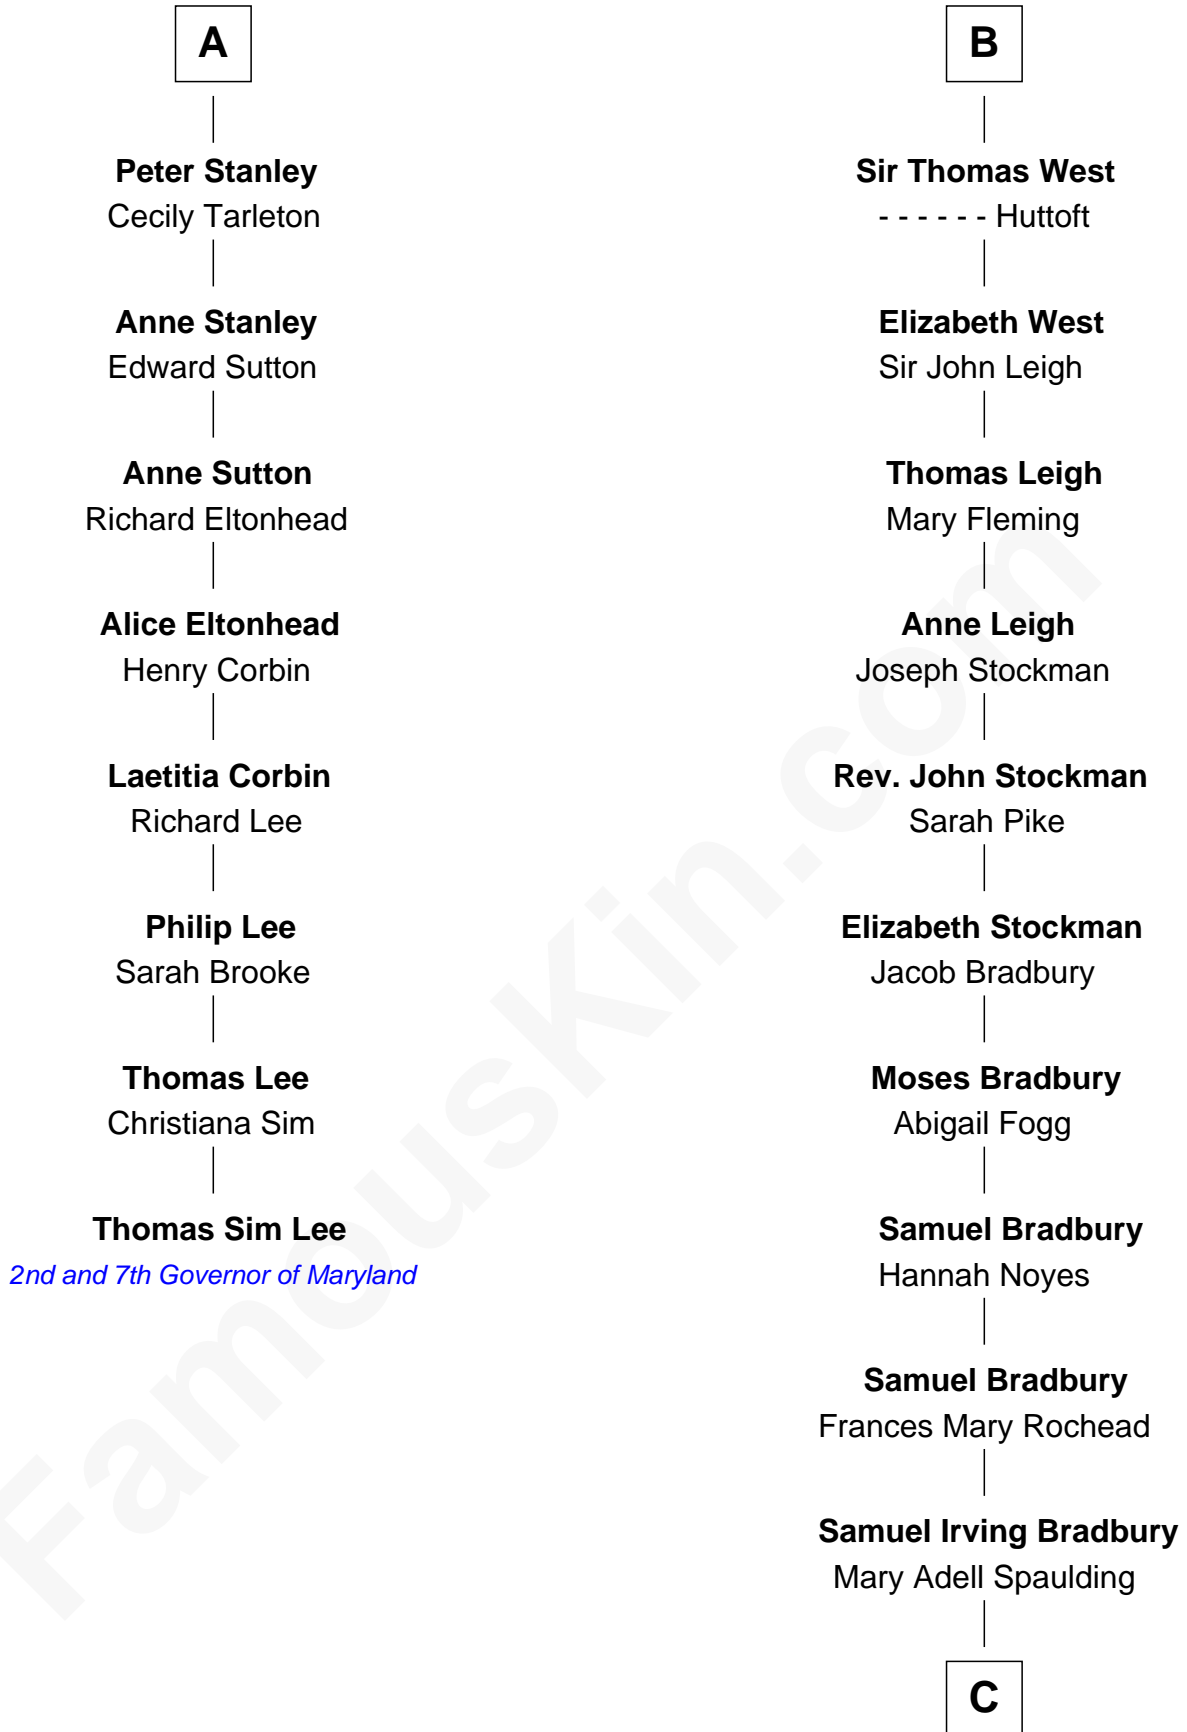 A
Peter Stanley
Cecily Tarleton
Anne Stanley
Edward Sutton
Anne Sutton
Richard Eltonhead
Alice Eltonhead
Henry Corbin
Laetitia Corbin
Richard Lee
Philip Lee
Sarah Brooke
Thomas Lee
Christiana Sim
Thomas Sim Lee
2nd and 7th Governor of Maryland
B
Sir Thomas West
- - - - - - Huttoft
Elizabeth West
Sir John Leigh
Thomas Leigh
Mary Fleming
Anne Leigh
Joseph Stockman
Rev. John Stockman
Sarah Pike
Elizabeth Stockman
Jacob Bradbury
Moses Bradbury
Abigail Fogg
Samuel Bradbury
Hannah Noyes
Samuel Bradbury
Frances Mary Rochead
Samuel Irving Bradbury
Mary Adell Spaulding
C
FamousKin.com